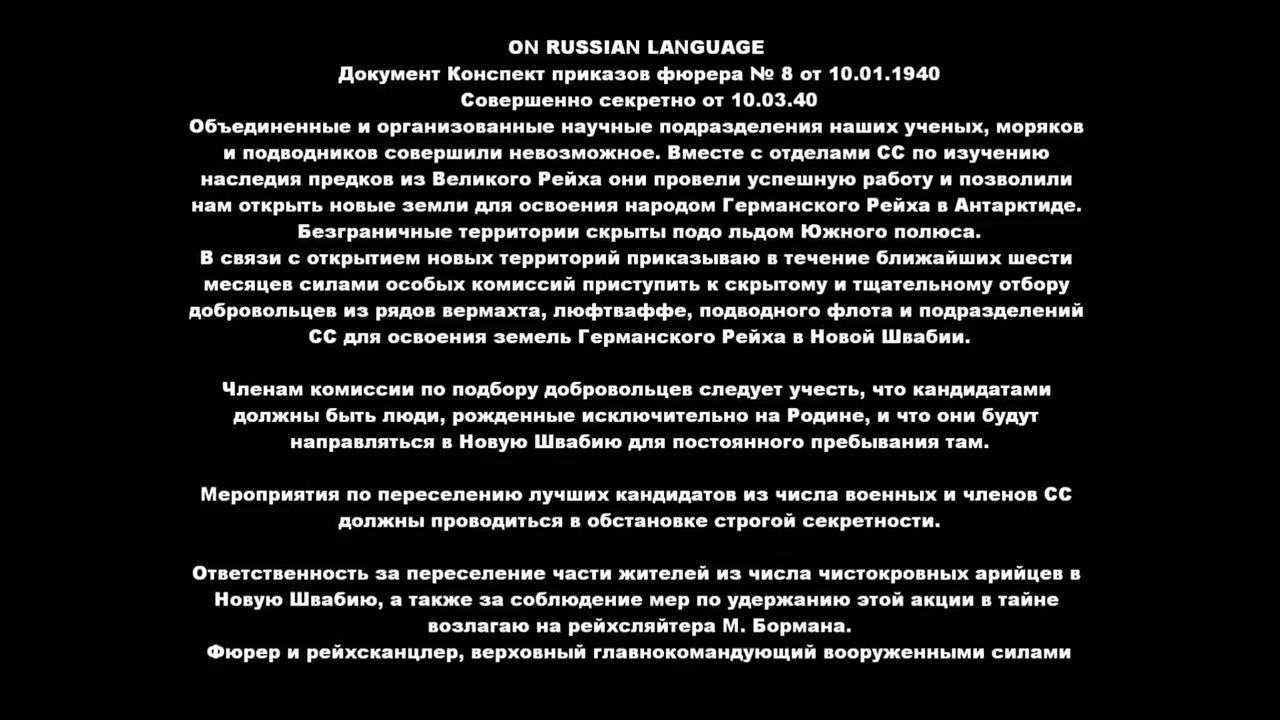 ON RUSSIAN LANGUAGE
Документ Конспект приказов фюрера № 8 от 10.01.1940
Совершенно секретно от 10.03.40
Объединенные и организованные научные подразделения наших ученых, моряков
и подводников совершили невозможное. Вместе с отделами СС по изучению
наследия предков из Великого Рейха они провели успешную работу и позволили
нам открыть новые земли для освоения народом Германского Рейха в Антарктиде.
Безграничные территории скрыты подо льдом Южного полюса.
В связи с открытием новых территорий приказываю в течение ближайших шести
месяцев силами особых комиссий приступить к скрытому и тщательному отбору
добровольцев из рядов вермахта, люфтваффе, подводного флота и подразделений
СС для освоения земель Германского Рейха в Новой Швабии.
Членам комиссии по подбору добровольцев следует учесть, что кандидатами
должны быть люди, рожденные исключительно на Родине, и что они будут
направляться в Новую Швабию для постоянного пребывания там.
Мероприятия по переселению лучших кандидатов из числа военных и членов СС
должны проводиться в обстановке строгой секретности.
Ответственность за переселение части жителей из числа чистокровных арийцев в
Новую Швабию, а также за соблюдение мер по удержанию этой акции в тайне
возлагаю на рейхсляйтера М. Бормана.
Фюрер и рейхсканцлер, верховный главнокомандующий вооруженными силами